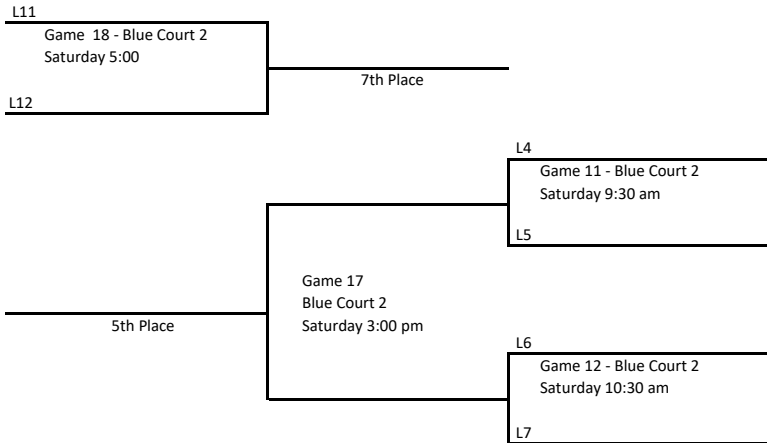 L11
Game  18 - Blue Court 2
Saturday 5:00
7th Place
L12
L4
Game 11 - Blue Court 2
Saturday 9:30 am
L5
Game 17
Blue Court 2
Saturday 3:00 pm
5th Place
L6
Game 12 - Blue Court 2
Saturday 10:30 am
L7